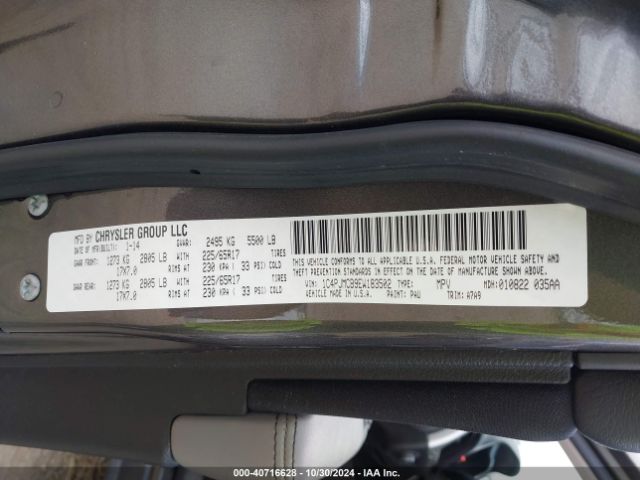 MFD BY CHRYSLER GROUP LLC
DATE OF MFR(BUILT): 1-14 GVWR: 2495 KG 5500 LB
GAWR FRONT: 1273 KG 2805 LB WITH 225/65R17 TIRES
17X7.0 RIMS AT 230 KPA ( 33 PSI) COLD
GAWR REAR: 1273 KG 2805 LB WITH 225/65R17 TIRES
17X7.0 RIMS AT 230 KPA ( 33 PSI) COLD
THIS VEHICLE CONFORMS TO ALL APPLICABLE U.S.A. FEDERAL MOTOR VEHICLE SAFETY AND
THEFT PREVENTION STANDARDS IN EFFECT ON THE DATE OF MANUFACTURE SHOWN ABOVE.
VIN: 1C4PJMCB9EW183502 TYPE: MPV MDH: 010822 035AA
VEHICLE MADE IN U.S.A. PAINT: PAU TRIM: A7A9
000-40716628 - 10/30/2024 - IAA Inc.